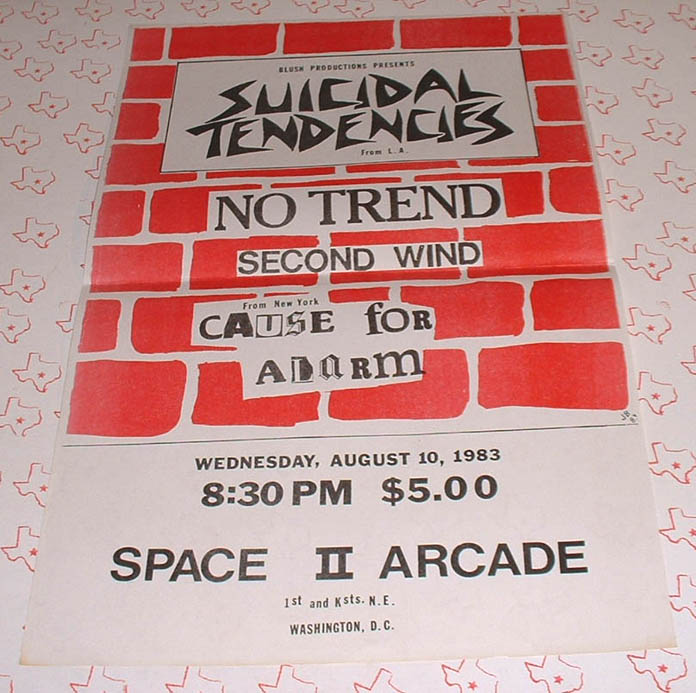 BLUSH PRODUCTIONS PRESENTS
SUICIDAL
TENDENCIES
From L.A.
NO TREND
SECOND WIND
From New York
CAUSE FOR
ALARM
WEDNESDAY, AUGUST 10, 1983
8:30 PM $5.00
SPACE II ARCADE
1st and K sts. N.E.
WASHINGTON, D.C.